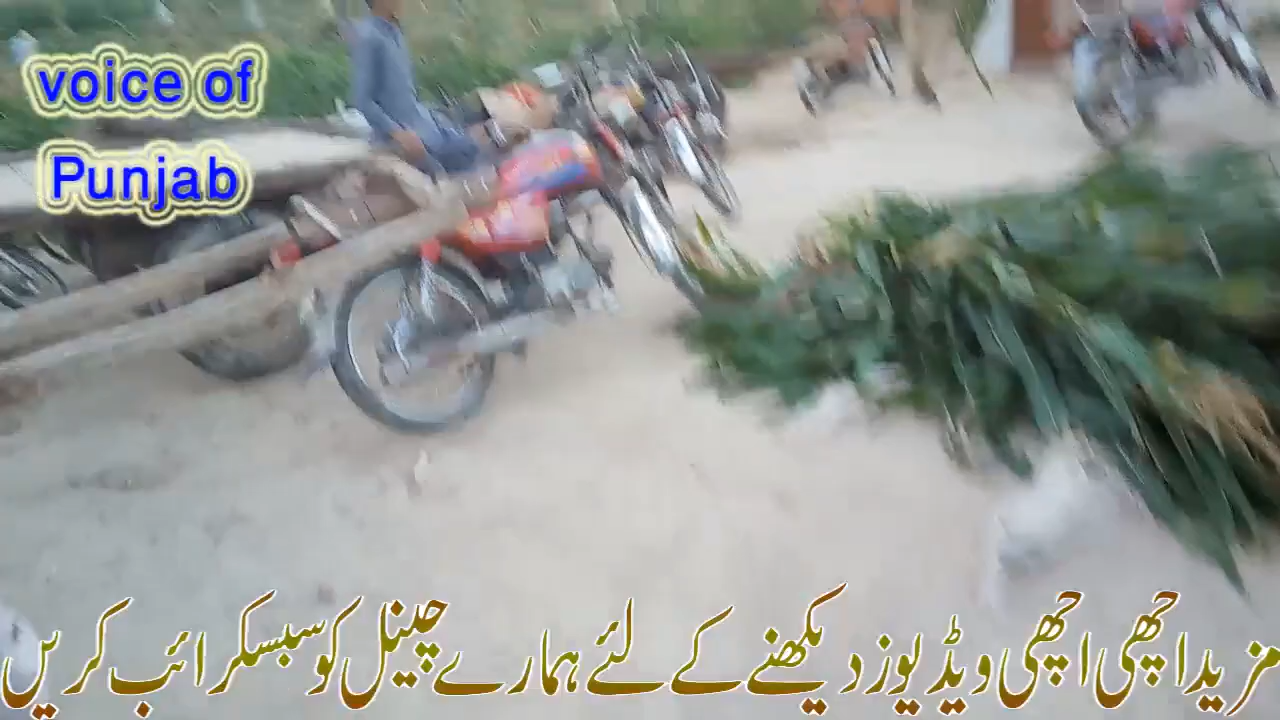 voice of
Punjab
مزید اچھی اچھی ویڈیوز دیکھنے کے لئے ہمارے چینل کو سبسکرائب کریں